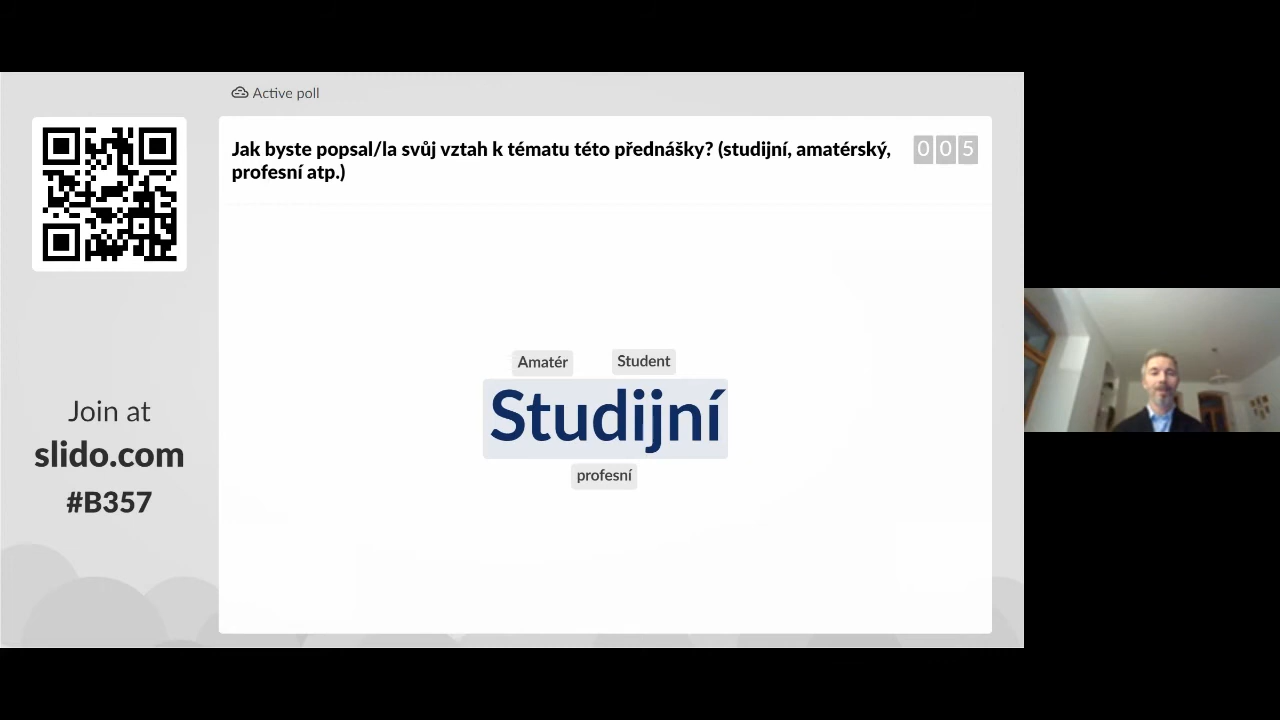 Active poll
Jak byste popsal/la svůj vztah k tématu této přednášky? (studijní, amatérský,
profesní atp.)
005
Amatér
Student
Studijní
profesní
Join at
slido.com
#B357